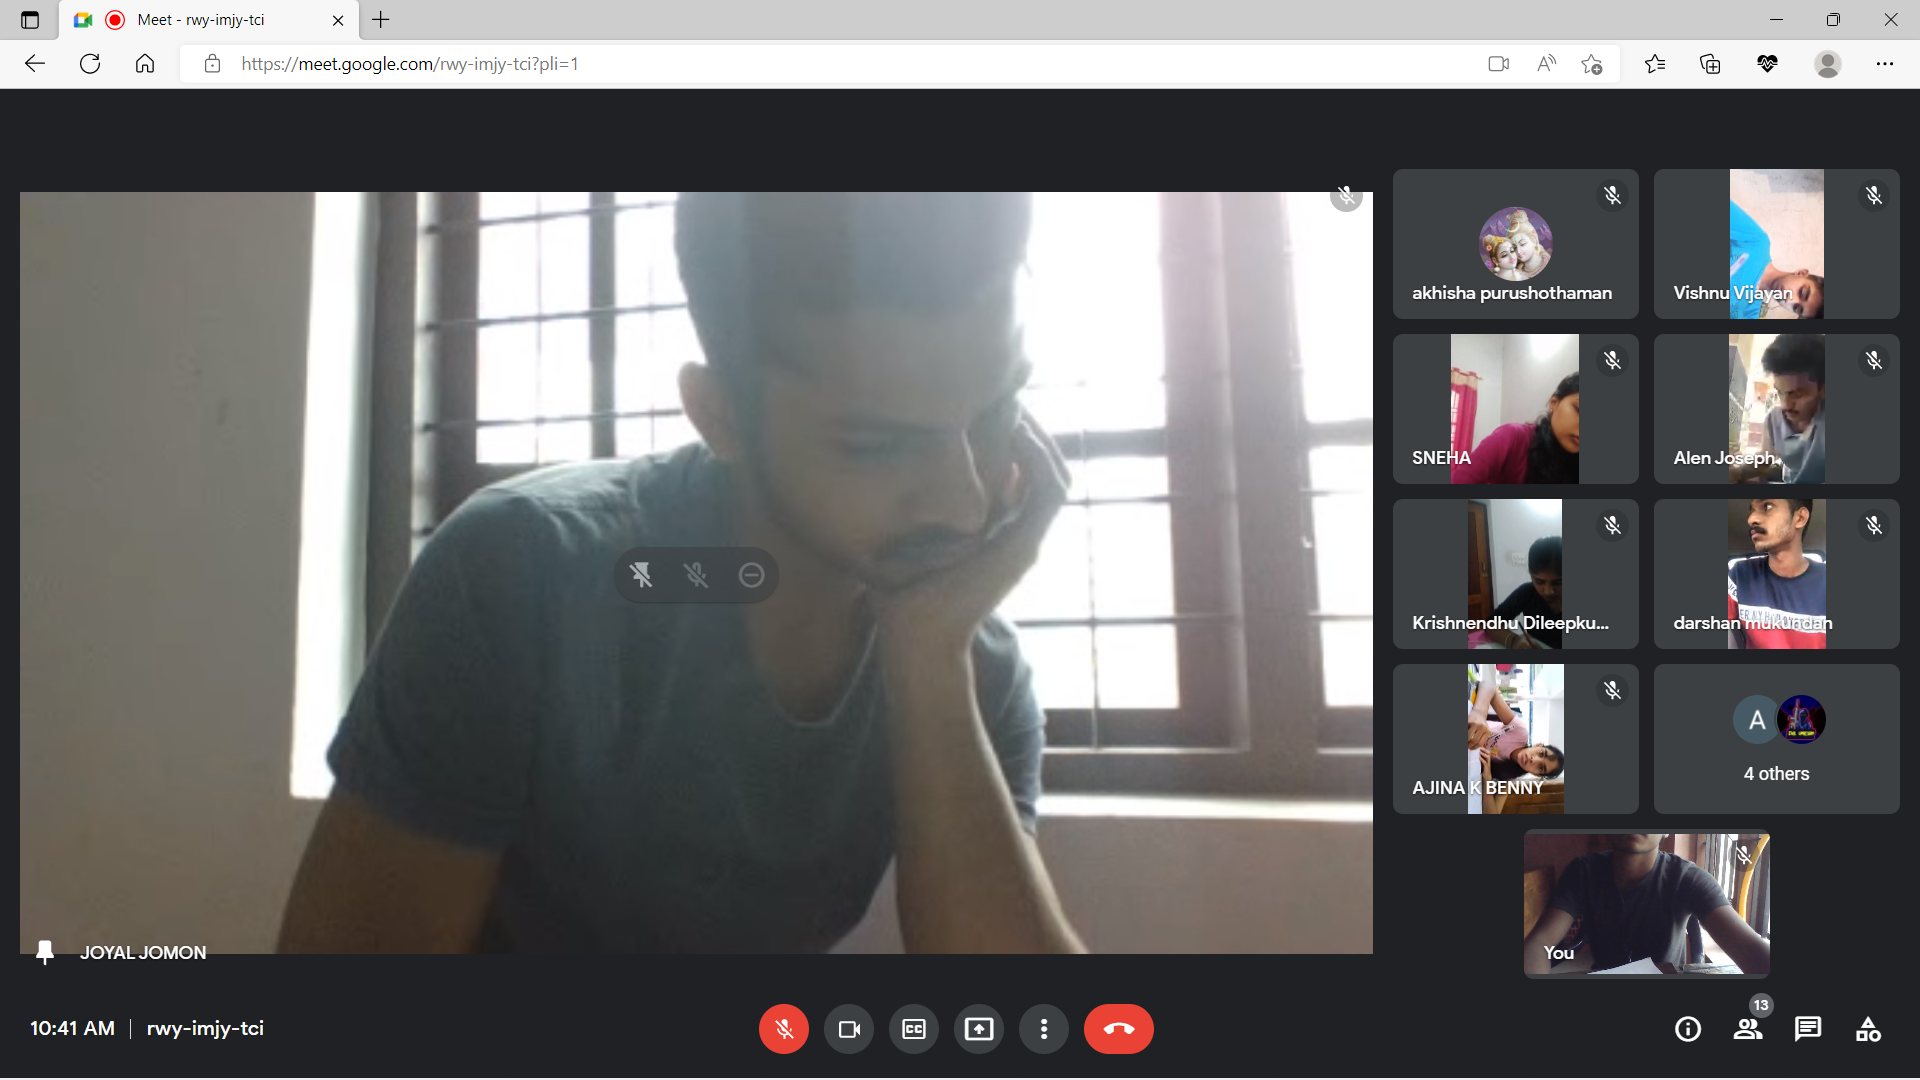 Meet - rwy-imjy-tci
https://meet.google.com/rwy-imjy-tci?pli=1
akhisha purushothaman
Vishnu Vijayan
SNEHA
Alen Joseph
Krishnendhu Dileepku...
darshan mukundan
AJINA K BENNY
A
4 others
You
JOYAL JOMON
10:41 AM | rwy-imjy-tci
CC
13